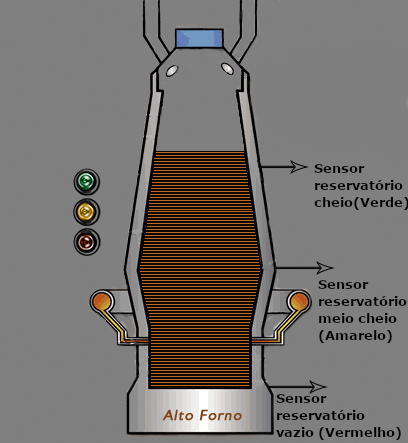 Sensor
reservatório
cheio(Verde)
Sensor
reservatório
meio cheio
(Amarelo)
Sensor
reservatório
vazio (Vermelho)
Alto Forno